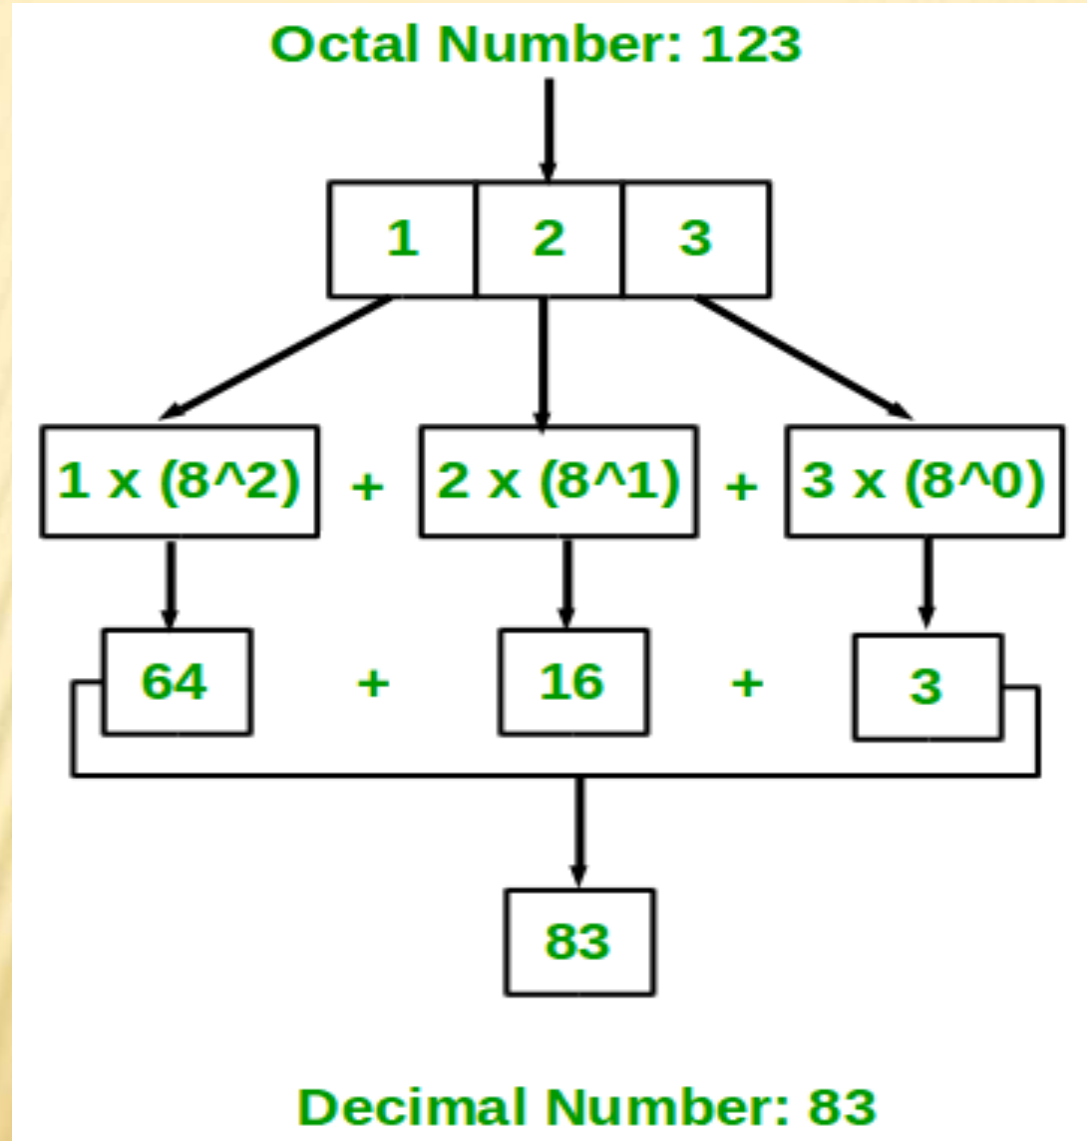 Octal Number: 123
1 2 3
1 x (8^2) + 2 x (8^1) + 3 x (8^0)
64 + 16 + 3
83
Decimal Number: 83